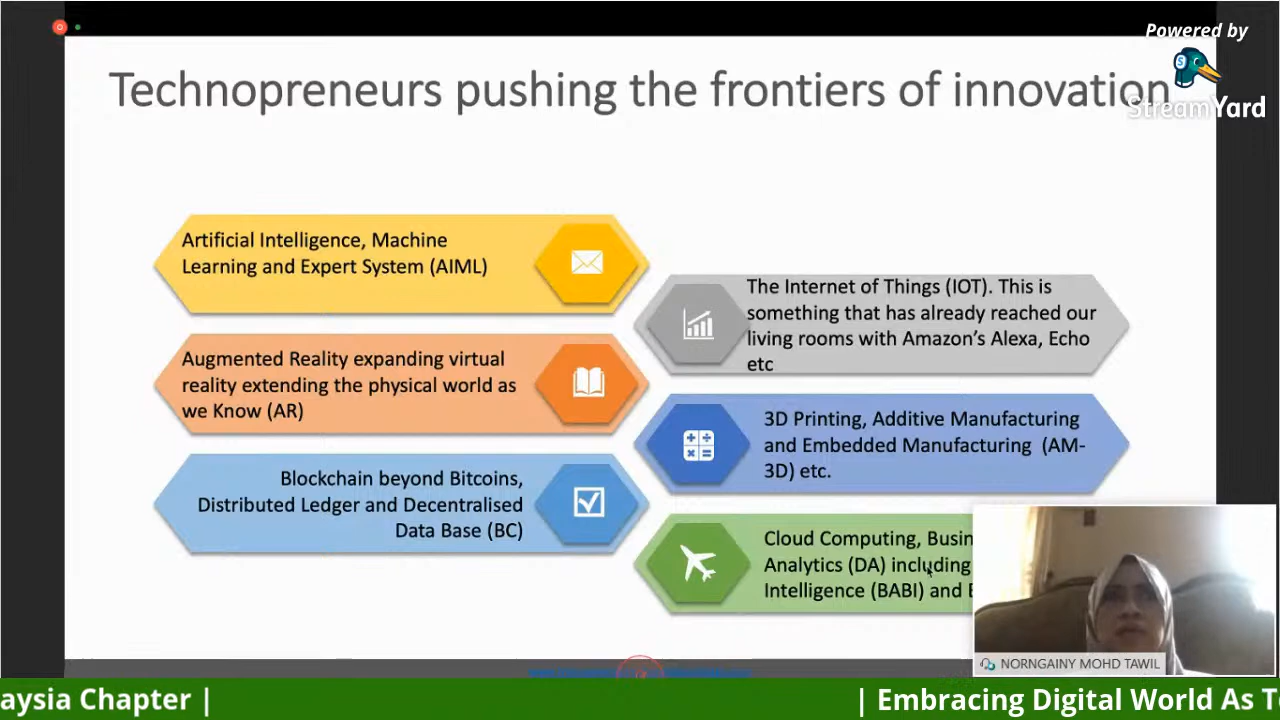 Powered by
StreamYard
Technopreneurs pushing the frontiers of innovation
Artificial Intelligence, Machine
Learning and Expert System (AIML)
Augmented Reality expanding virtual
reality extending the physical world as
we Know (AR)
Blockchain beyond Bitcoins,
Distributed Ledger and Decentralised
Data Base (BC)
The Internet of Things (IOT). This is
something that has already reached our
living rooms with Amazon’s Alexa, Echo
etc
3D Printing, Additive Manufacturing
and Embedded Manufacturing (AM-
3D) etc.
Cloud Computing,
Analytics (DA) including
Intelligence (BABI) and
NORNGAINY MOHD TAWIL
Chapter |
| Embracing Digital World As